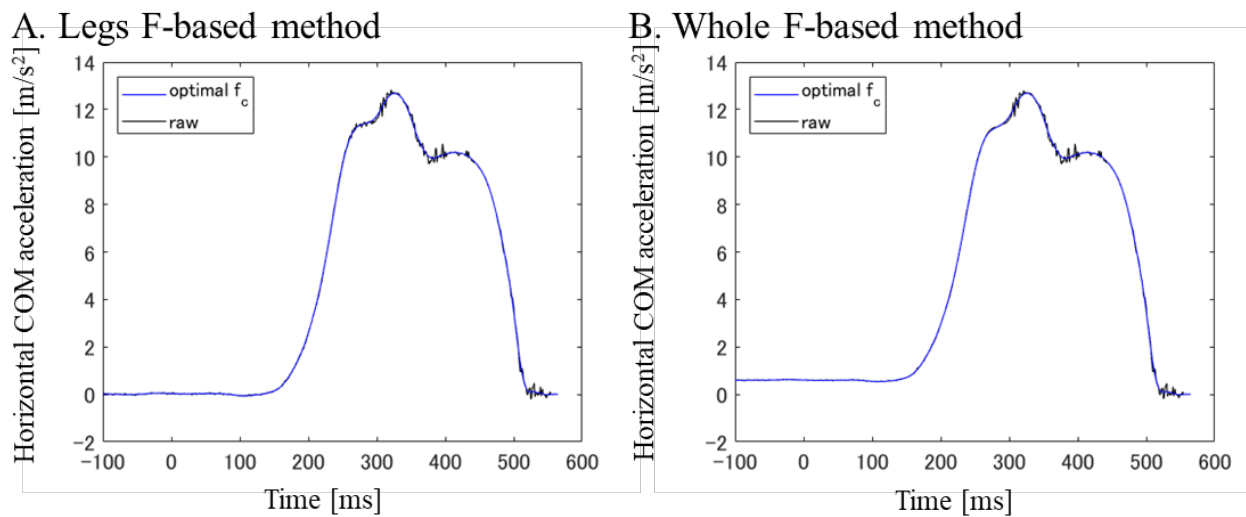 A. Legs F-based method
Horizontal COM acceleration [m/s²]
14
12
10
8
6
4
2
0
−2
optimal f_c
raw
−100 0 100 200 300 400 500 600
Time [ms]
B. Whole F-based method
Horizontal COM acceleration [m/s²]
14
12
10
8
6
4
2
0
−2
optimal f_c
raw
−100 0 100 200 300 400 500 600
Time [ms]